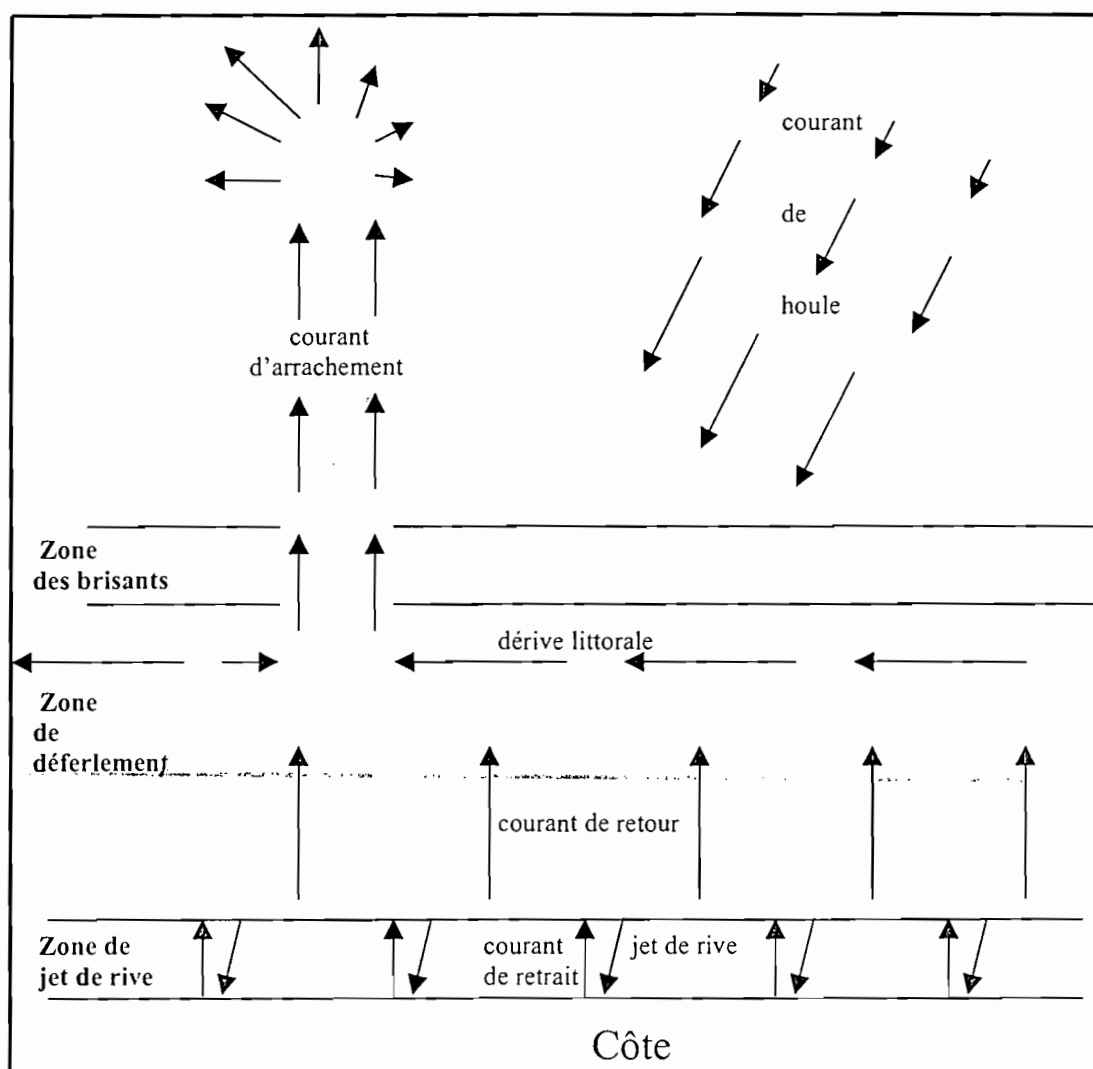 courant
de
houle
courant
d'arrachement
Zone
des brisants
dérive littorale
Zone
de
déferlement
courant de retour
Zone de
jet de rive
courant
de retrait
jet de rive
Côte